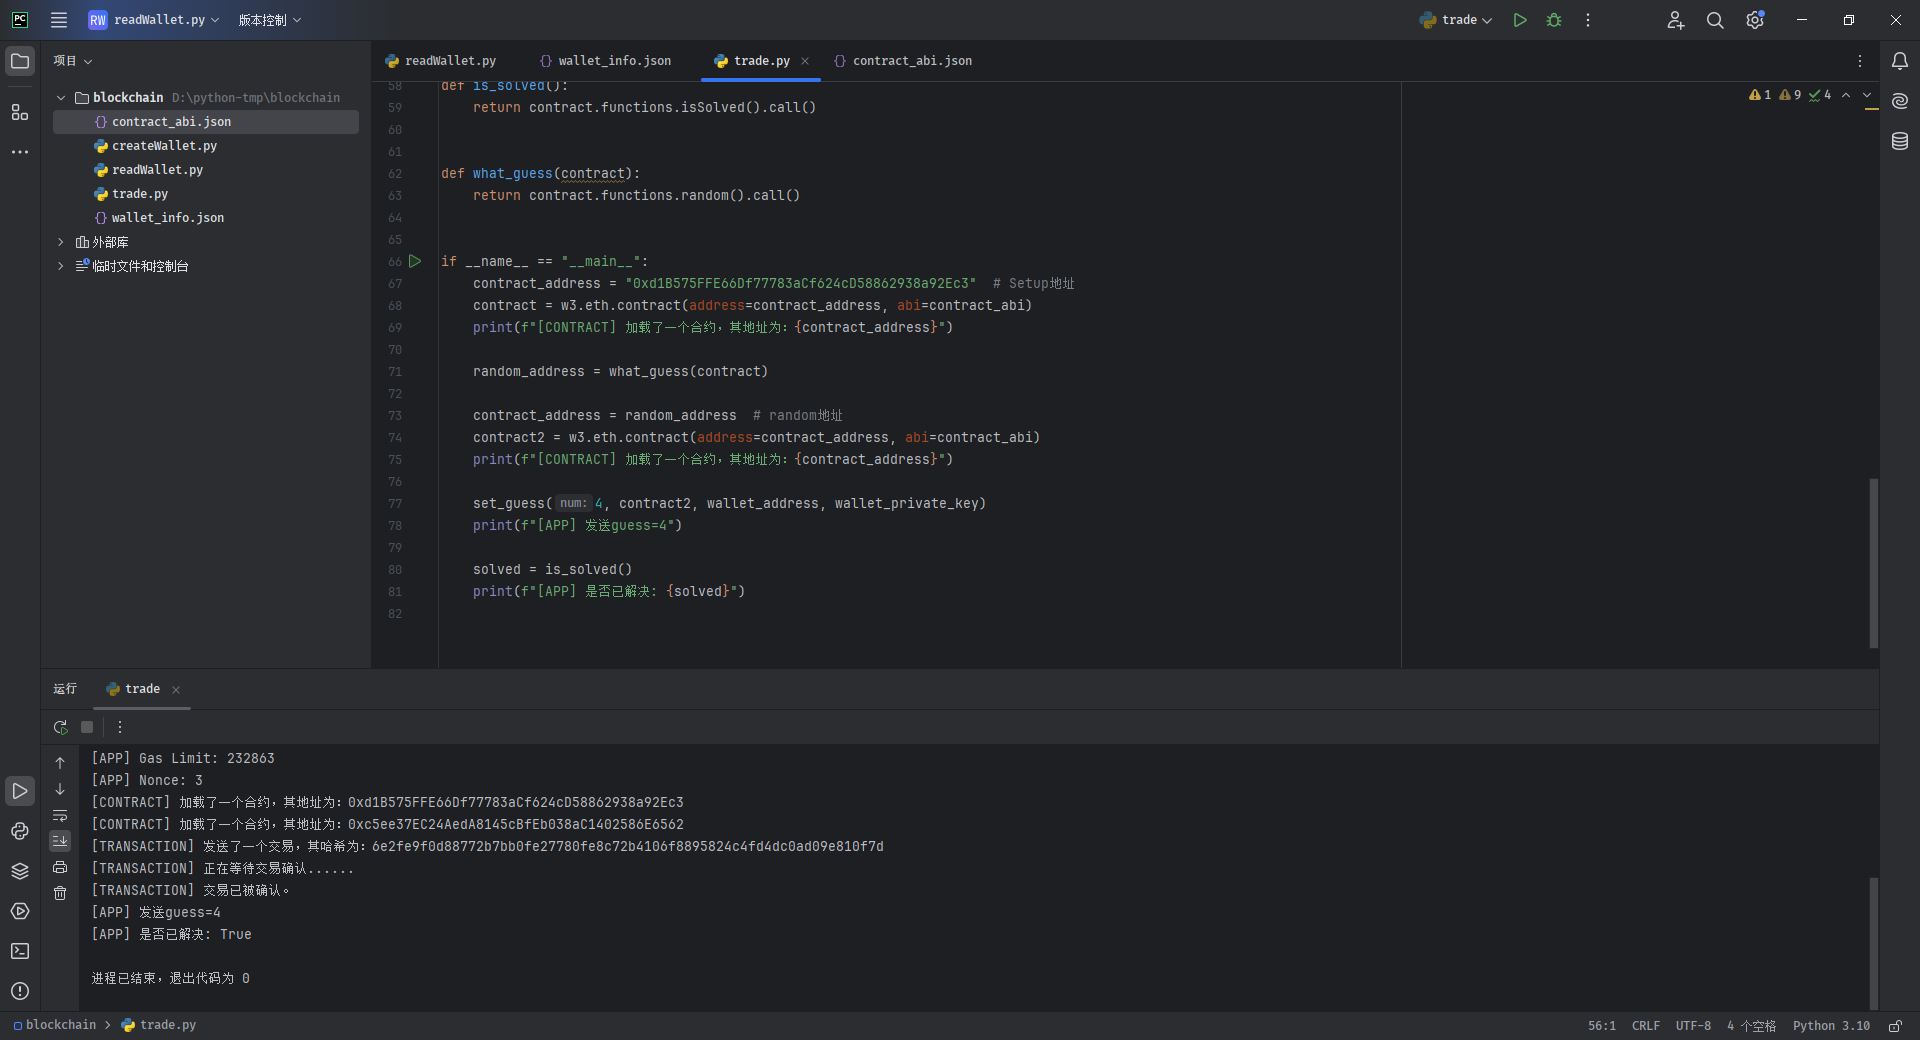 PC
RW readWallet.py 版本控制 trade
项目
readWallet.py {} wallet_info.json trade.py {} contract_abi.json
blockchain D:\python-tmp\blockchain
{} contract_abi.json
createWallet.py
readWallet.py
trade.py
{} wallet_info.json
外部库
临时文件和控制台
1 9 4
58 def is_solved():
59 return contract.functions.isSolved().call()
60
61
62 def what_guess(contract):
63 return contract.functions.random().call()
64
65
66 if __name__ == "__main__":
67 contract_address = "0xd1B575FFE66Df77783aCf624cD58862938a92Ec3" # Setup地址
68 contract = w3.eth.contract(address=contract_address, abi=contract_abi)
69 print(f"[CONTRACT] 加载了一个合约，其地址为：{contract_address}")
70
71 random_address = what_guess(contract)
72
73 contract_address = random_address # random地址
74 contract2 = w3.eth.contract(address=contract_address, abi=contract_abi)
75 print(f"[CONTRACT] 加载了一个合约，其地址为：{contract_address}")
76
77 set_guess( num: 4, contract2, wallet_address, wallet_private_key)
78 print(f"[APP] 发送guess=4")
79
80 solved = is_solved()
81 print(f"[APP] 是否已解决: {solved}")
82
运行 trade
[APP] Gas Limit: 232863
[APP] Nonce: 3
[CONTRACT] 加载了一个合约，其地址为：0xd1B575FFE66Df77783aCf624cD58862938a92Ec3
[CONTRACT] 加载了一个合约，其地址为：0xc5ee37EC24AedA8145cBfEb038aC1402586E6562
[TRANSACTION] 发送了一个交易，其哈希为：6e2fe9f0d88772b7bb0fe27780fe8c72b4106f8895824c4fd4dc0ad09e810f7d
[TRANSACTION] 正在等待交易确认......
[TRANSACTION] 交易已被确认。
[APP] 发送guess=4
[APP] 是否已解决: True
进程已结束，退出代码为 0
blockchain > trade.py
56:1 CRLF UTF-8 4 个空格 Python 3.10